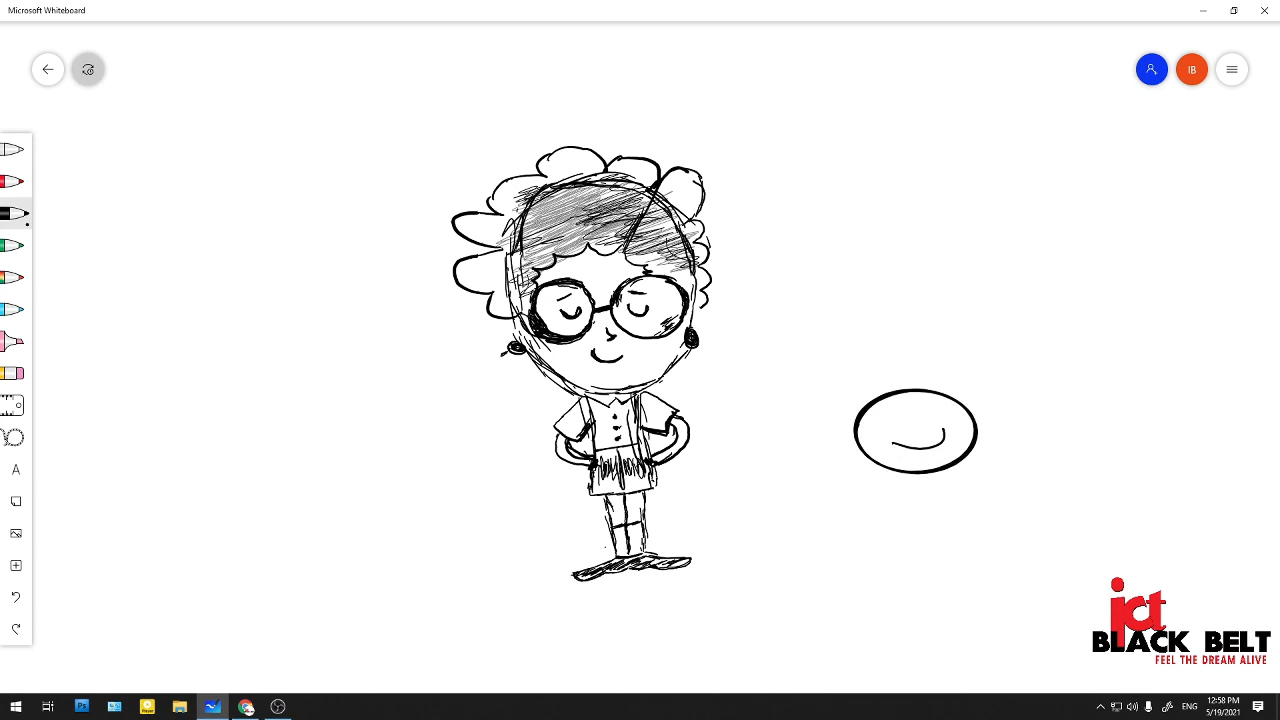 Microsoft Whiteboard
IB
A
ict
BLACK BELT
FEEL THE DREAM ALIVE
ENG
12:58 PM
5/19/2021